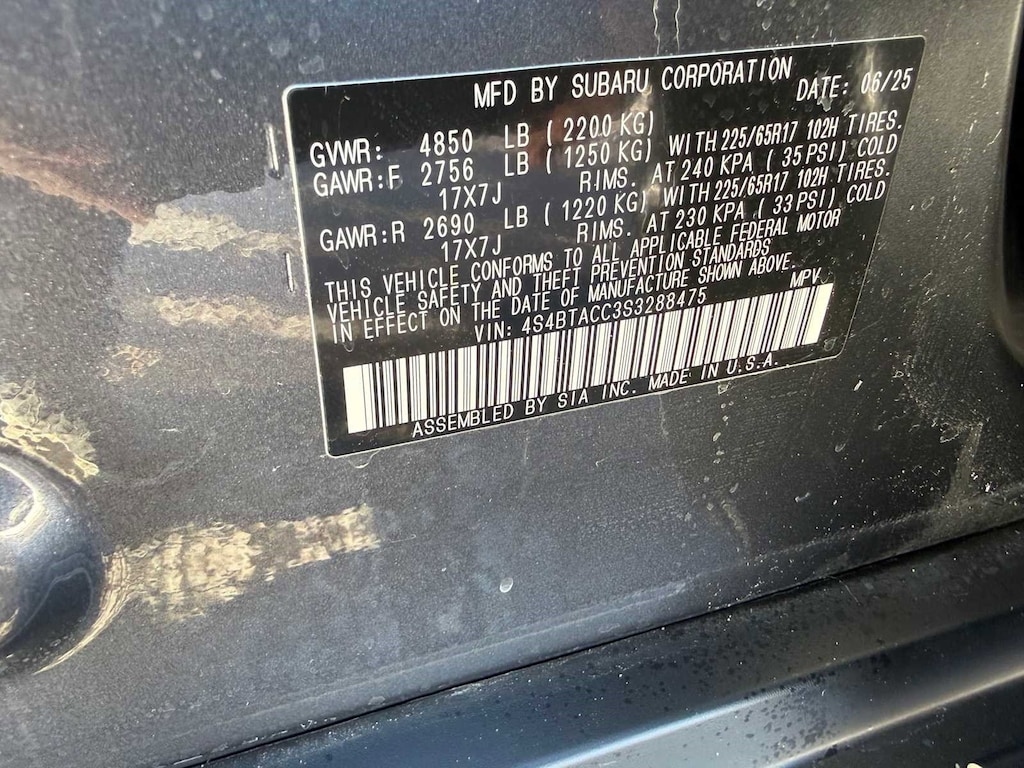 MFD BY SUBARU CORPORATION DATE: 06/25
GVWR: 4850 LB (2200 KG)
GAWR:F 2756 LB (1250 KG) WITH 225/65R17 102H TIRES.
17X7J RIMS. AT 240 KPA (35 PSI) COLD
GAWR:R 2690 LB (1220 KG) WITH 225/65R17 102H TIRES.
17X7J RIMS. AT 230 KPA (33 PSI) COLD
THIS VEHICLE CONFORMS TO ALL APPLICABLE FEDERAL MOTOR
VEHICLE SAFETY AND THEFT PREVENTION STANDARDS
IN EFFECT ON THE DATE OF MANUFACTURE SHOWN ABOVE.
VIN: 4S4BTACC3S3288475 MPV
ASSEMBLED BY SIA INC. MADE IN U.S.A.